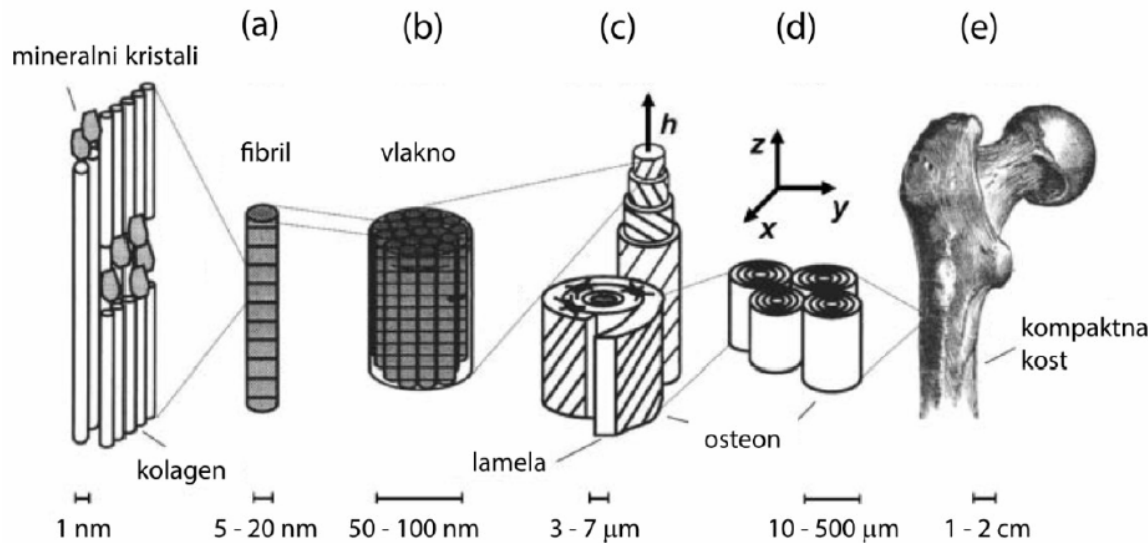 (a)
(b)
(c)
(d)
(e)
mineralni kristali
fibril
vlakno
h
z
y
x
kompaktna
kost
osteon
lamela
kolagen
1 nm
5 - 20 nm
50 - 100 nm
3 - 7 μm
10 - 500 μm
1 - 2 cm